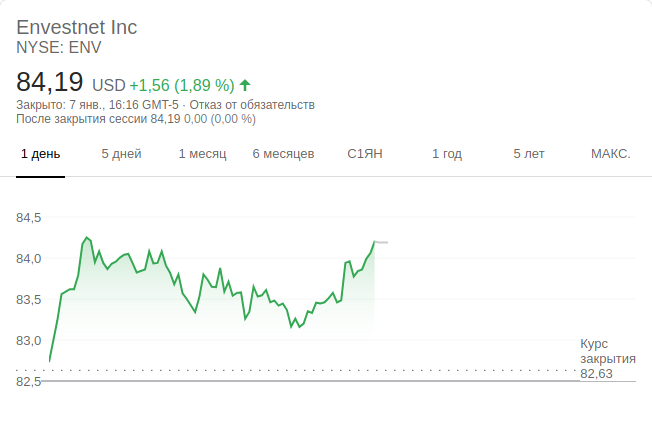 Envestnet Inc
NYSE: ENV
84,19 USD +1,56 (1,89 %)
Закрыто: 7 янв., 16:16 GMT-5 · Отказ от обязательств
После закрытия сессии 84,19 0,00 (0,00 %)
1 день 5 дней 1 месяц 6 месяцев С1ЯН 1 год 5 лет МАКС.
84,5
84,0
83,5
83,0
82,5
Курс
закрытия
82,63